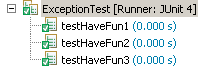 ExceptionTest [Runner: JUnit 4]
testHaveFun1 (0.000 s)
testHaveFun2 (0.000 s)
testHaveFun3 (0.000 s)